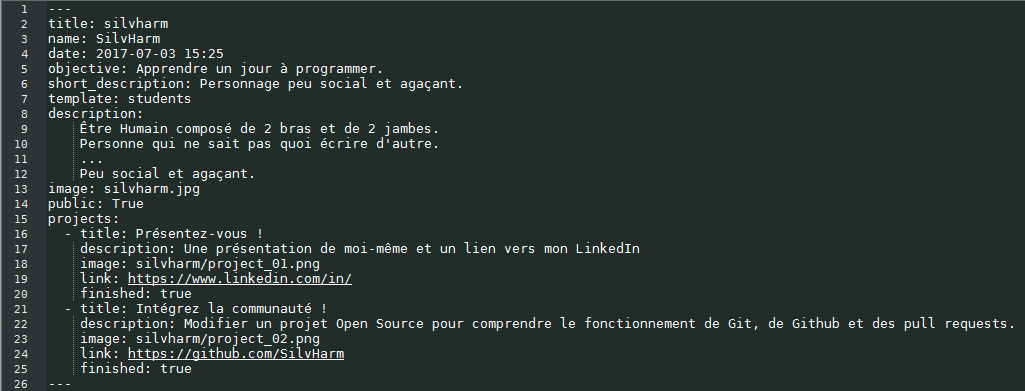 1 ---
2 title: silvharm
3 name: SilvHarm
4 date: 2017-07-03 15:25
5 objective: Apprendre un jour à programmer.
6 short_description: Personnage peu social et agaçant.
7 template: students
8 description:
9     Être Humain composé de 2 bras et de 2 jambes.
10     Personne qui ne sait pas quoi écrire d'autre.
11     ...
12     Peu social et agaçant.
13 image: silvharm.jpg
14 public: True
15 projects:
16   - title: Présentez-vous !
17     description: Une présentation de moi-même et un lien vers mon LinkedIn
18     image: silvharm/project_01.png
19     link: https://www.linkedin.com/in/
20     finished: true
21   - title: Intégrez la communauté !
22     description: Modifier un projet Open Source pour comprendre le fonctionnement de Git, de Github et des pull requests.
23     image: silvharm/project_02.png
24     link: https://github.com/SilvHarm
25     finished: true
26 ---